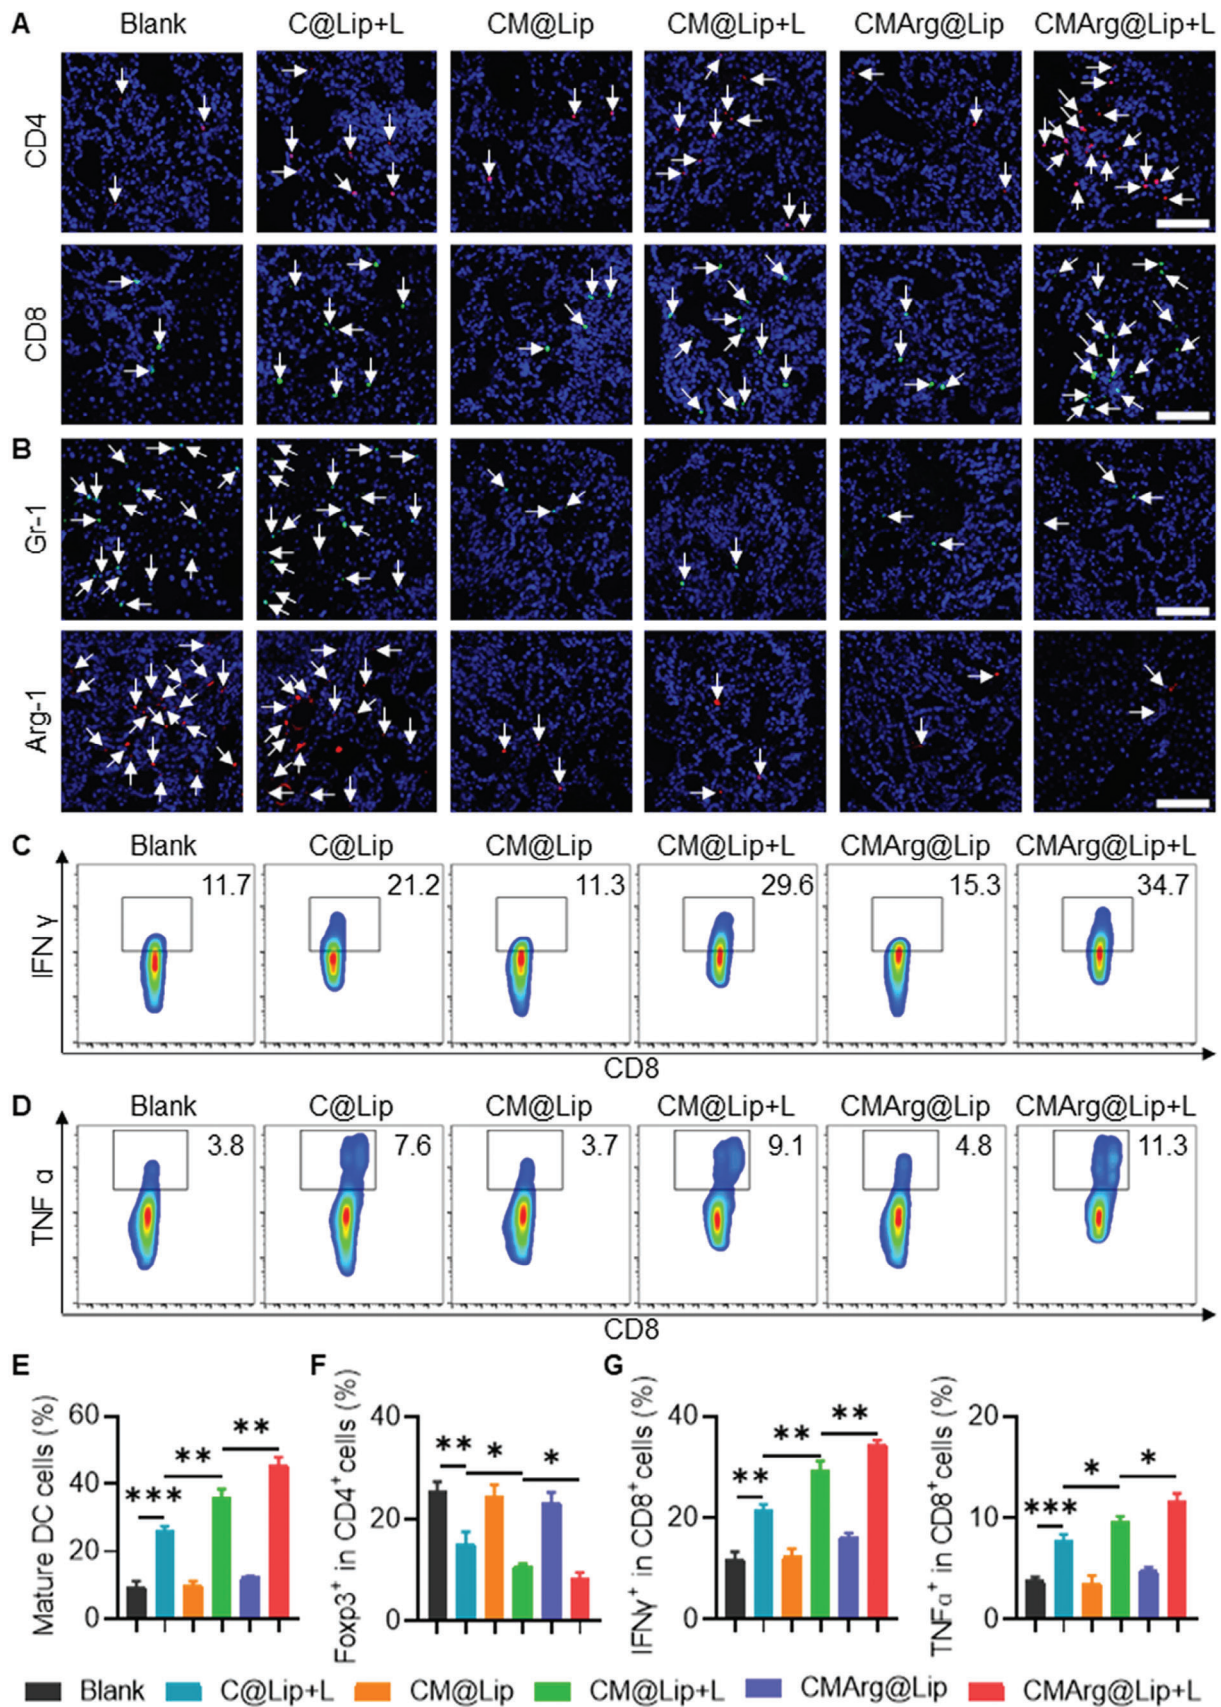 A Blank C@Lip+L CM@Lip CM@Lip+L CMArg@Lip CMArg@Lip+L
CD4
CD8
B
Gr-1
Arg-1
C Blank C@Lip CM@Lip CM@Lip+L CMArg@Lip CMArg@Lip+L
11.7 21.2 11.3 29.6 15.3 34.7
IFN γ
CD8
D Blank C@Lip CM@Lip CM@Lip+L CMArg@Lip CMArg@Lip+L
3.8 7.6 3.7 9.1 4.8 11.3
TNF α
CD8
E
Mature DC cells (%)
60
40
20
0
*** ** **
F
Foxp3⁺ in CD4⁺ cells (%)
40
20
0
** * *
G
IFNγ⁺ in CD8⁺cells (%)
40
20
0
** ** **
TNFα⁺ in CD8⁺cells (%)
20
10
0
*** * *
Blank C@Lip+L CM@Lip CM@Lip+L CMArg@Lip CMArg@Lip+L